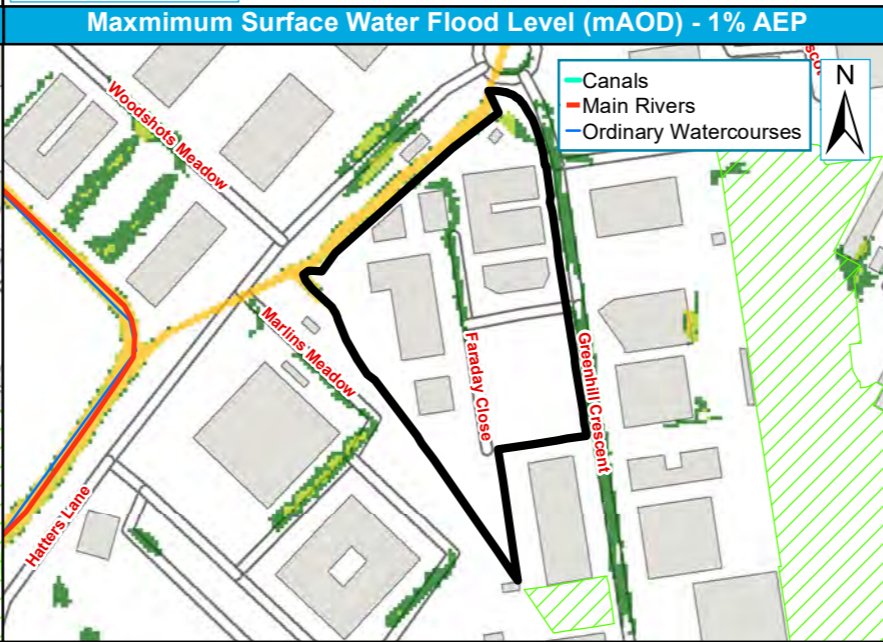 Maxmimum Surface Water Flood Level (mAOD) - 1% AEP
Canals
Main Rivers
Ordinary Watercourses
N
Woodshots Meadow
Marlins Meadow
Faraday Close
Greenhill Crescent
Hatters Lane